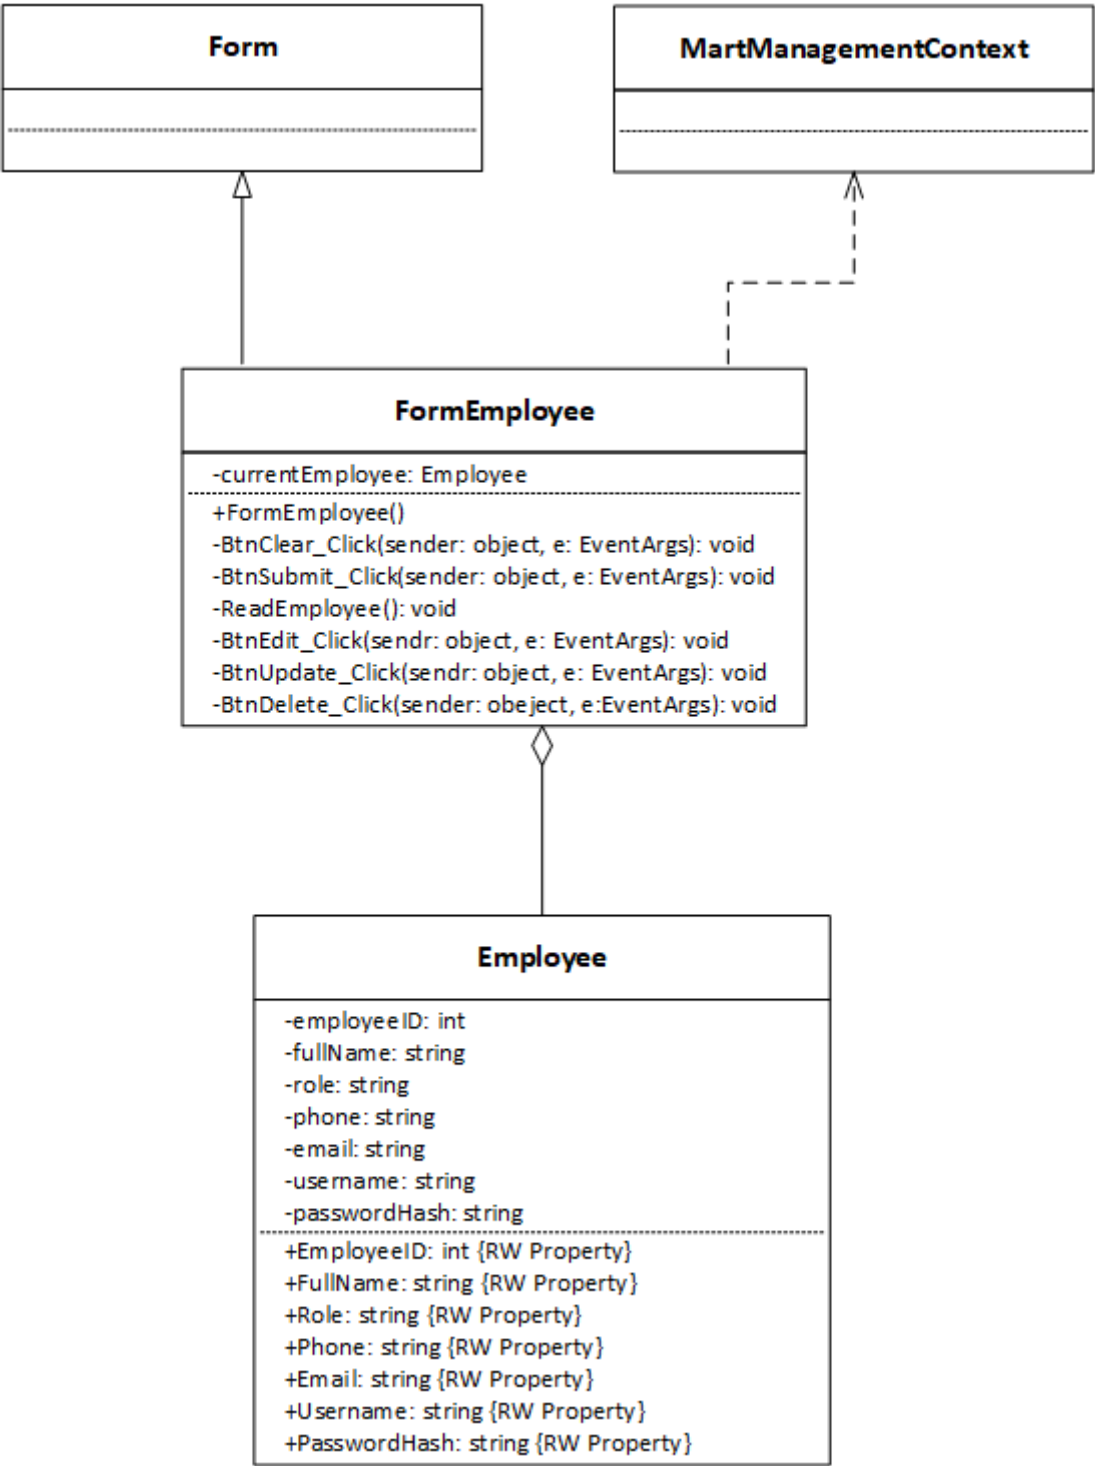 Form
MartManagementContext
FormEmployee
-currentEmployee: Employee
+FormEmployee()
-BtnClear_Click(sender: object, e: EventArgs): void
-BtnSubmit_Click(sender: object, e: EventArgs): void
-ReadEmployee(): void
-BtnEdit_Click(sendr: object, e: EventArgs): void
-BtnUpdate_Click(sendr: object, e: EventArgs): void
-BtnDelete_Click(sender: obeject, e:EventArgs): void
Employee
-employeeID: int
-fullName: string
-role: string
-phone: string
-email: string
-username: string
-passwordHash: string
+EmployeeID: int {RW Property}
+FullName: string {RW Property}
+Role: string {RW Property}
+Phone: string {RW Property}
+Email: string {RW Property}
+Username: string {RW Property}
+PasswordHash: string {RW Property}